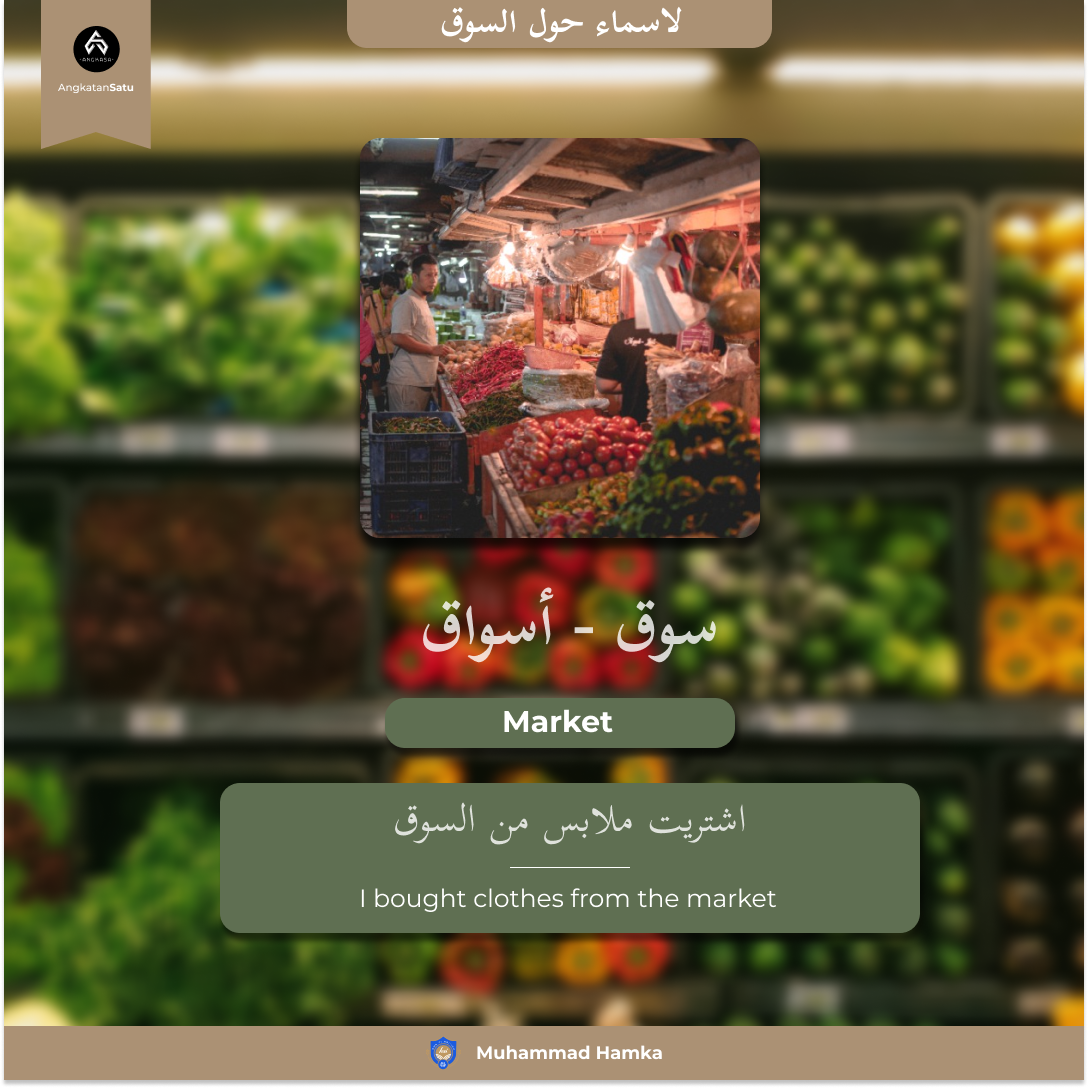 لاسماء حول السوق
ANGKASA
AngkatanSatu
سوق - أسواق
Market
اشتريت ملابس من السوق
I bought clothes from the market
Muhammad Hamka